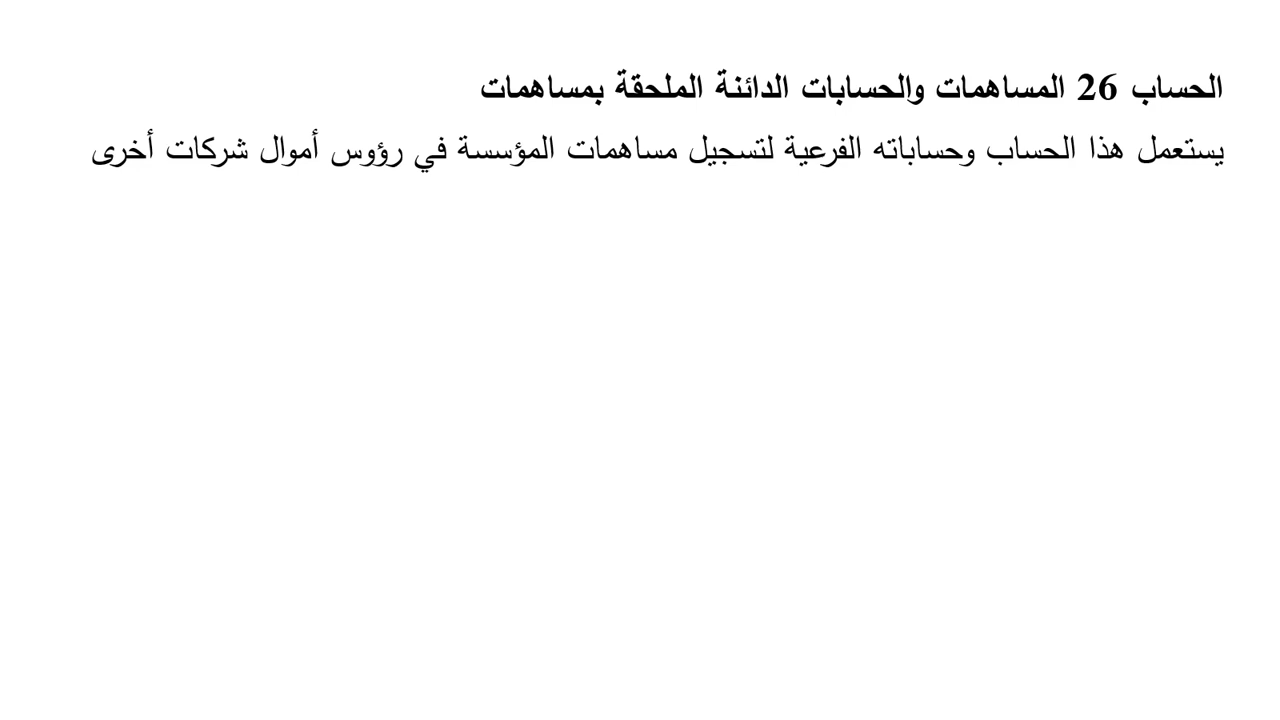 الحساب 26 المساهمات والحسابات الدائنة الملحقة بمساهمات
يستعمل هذا الحساب وحساباته الفرعية لتسجيل مساهمات المؤسسة في رؤوس أموال شركات أخرى